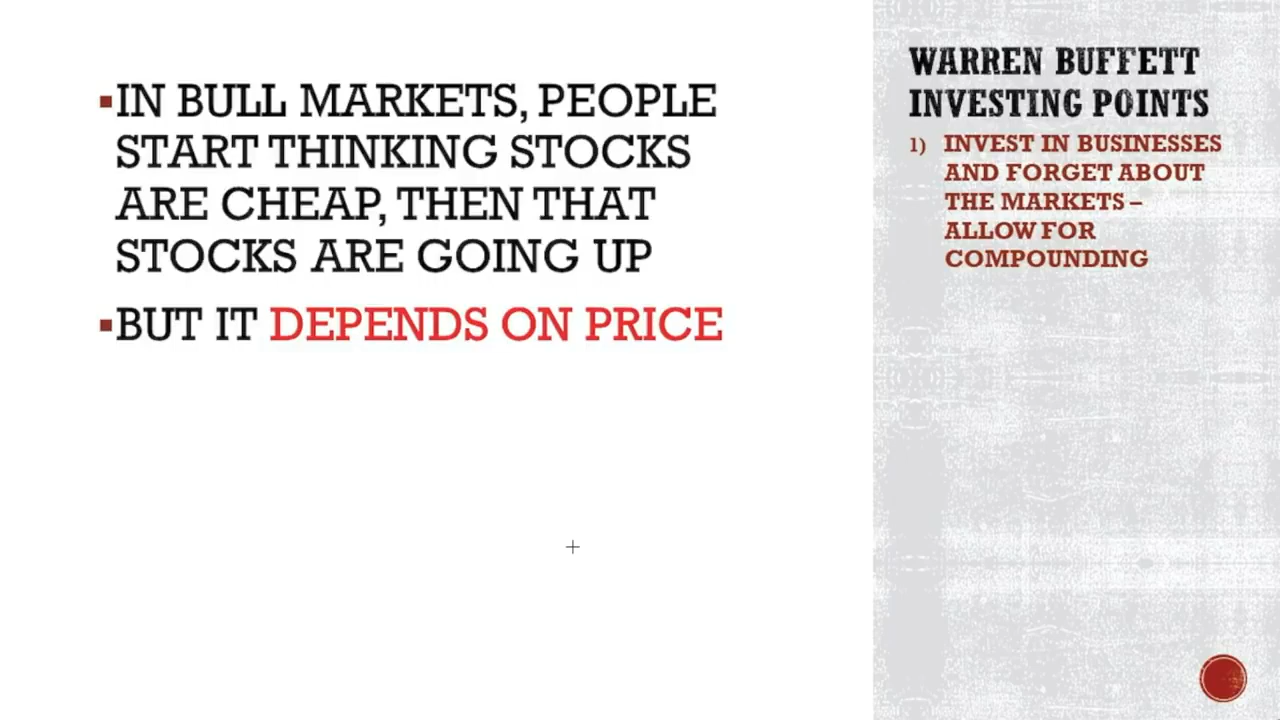 ▪IN BULL MARKETS, PEOPLE
START THINKING STOCKS
ARE CHEAP, THEN THAT
STOCKS ARE GOING UP
▪BUT IT DEPENDS ON PRICE
WARREN BUFFETT
INVESTING POINTS
1) INVEST IN BUSINESSES
AND FORGET ABOUT
THE MARKETS –
ALLOW FOR
COMPOUNDING